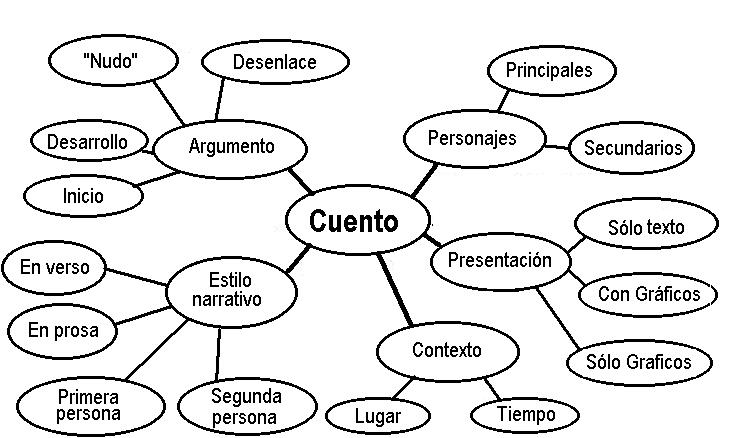 "Nudo"
Desenlace
Principales
Desarrollo
Argumento
Personajes
Secundarios
Inicio
Cuento
Sólo texto
En verso
Estilo
narrativo
Presentación
Con Gráficos
En prosa
Contexto
Sólo Graficos
Primera
persona
Segunda
persona
Lugar
Tiempo